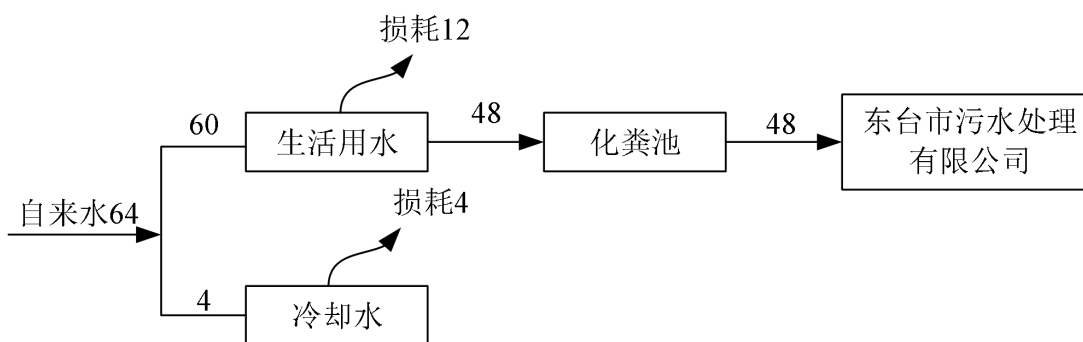 损耗12
60
生活用水
48
化粪池
48
东台市污水处理
有限公司
自来水64
损耗4
4
冷却水